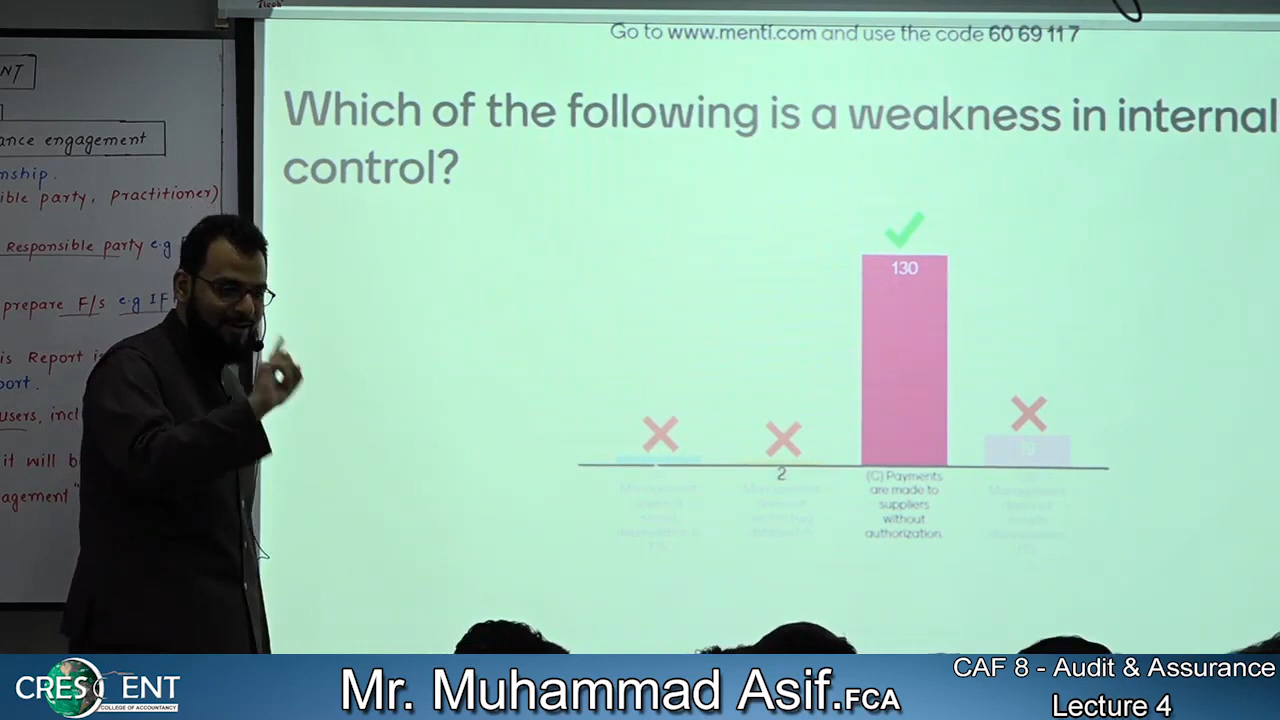 Go to www.menti.com and use the code 60 69 11 7
Which of the following is a weakness in internal
control?
130
2
(C) Payments
are made to
suppliers
without
authorization.
NT
ance engagement
nship.
ible party, Practitioner)
Responsible party e.g
prepare F/s e.g IF
is Report i
port.
users, incl
it will b
agement"
CRESCENT
COLLEGE OF ACCOUNTANCY
Mr. Muhammad Asif.FCA
CAF 8 - Audit & Assurance
Lecture 4